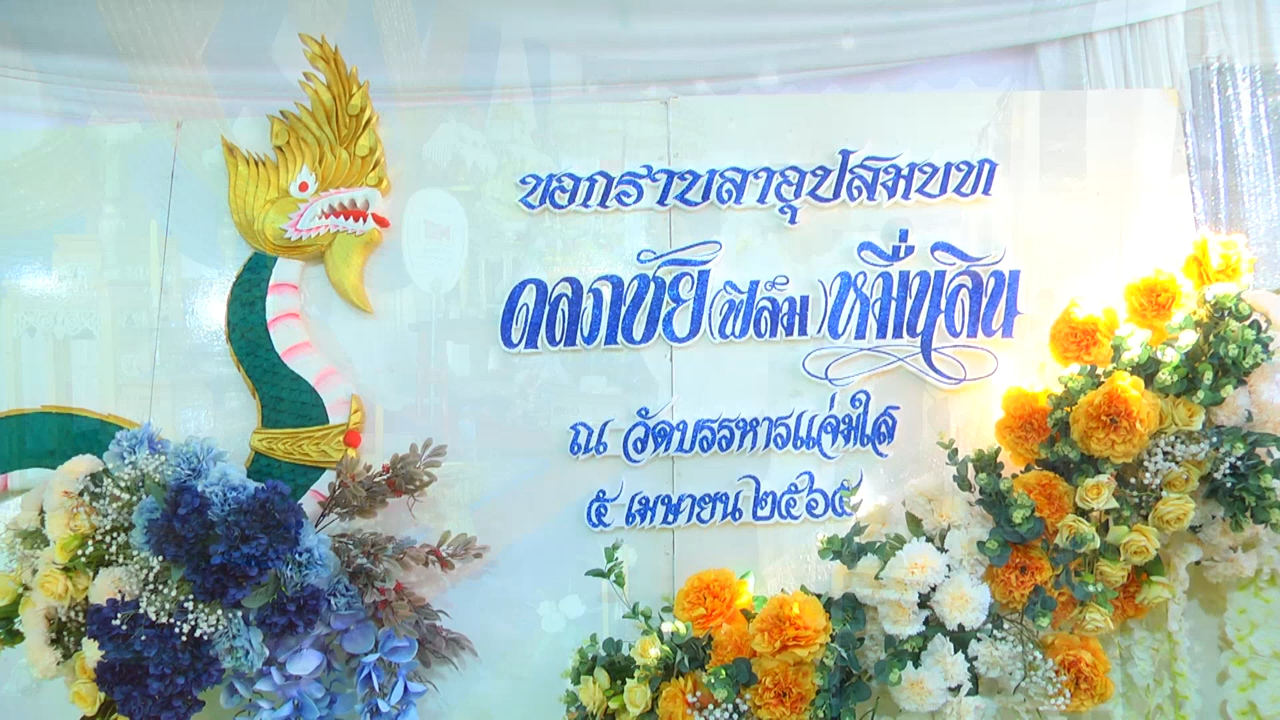 ขอกราบลาอุปสมบท
ดลภชัย (ฟิล์ม) หมื่นสิน
ณ วัดบรรหารแจ่มใส
๕ เมษายน ๒๕๖๕